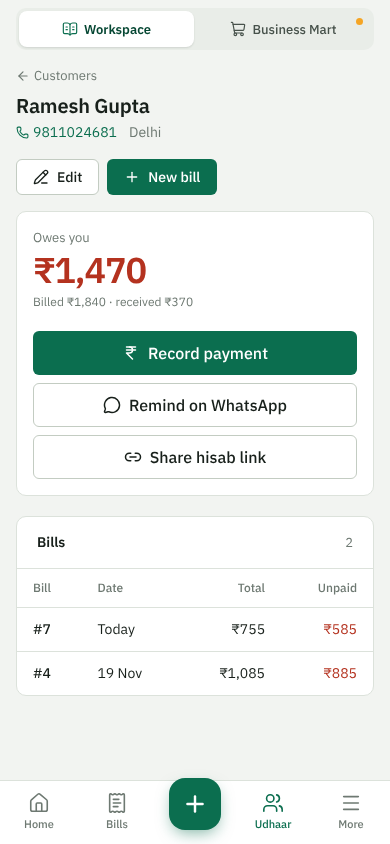 Workspace Business Mart
Customers
Ramesh Gupta
9811024681 Delhi
Edit New bill
Owes you
₹1,470
Billed ₹1,840 · received ₹370
₹ Record payment
Remind on WhatsApp
Share hisab link
Bills 2
Bill Date Total Unpaid
#7 Today ₹755 ₹585
#4 19 Nov ₹1,085 ₹885
Home Bills Udhaar More